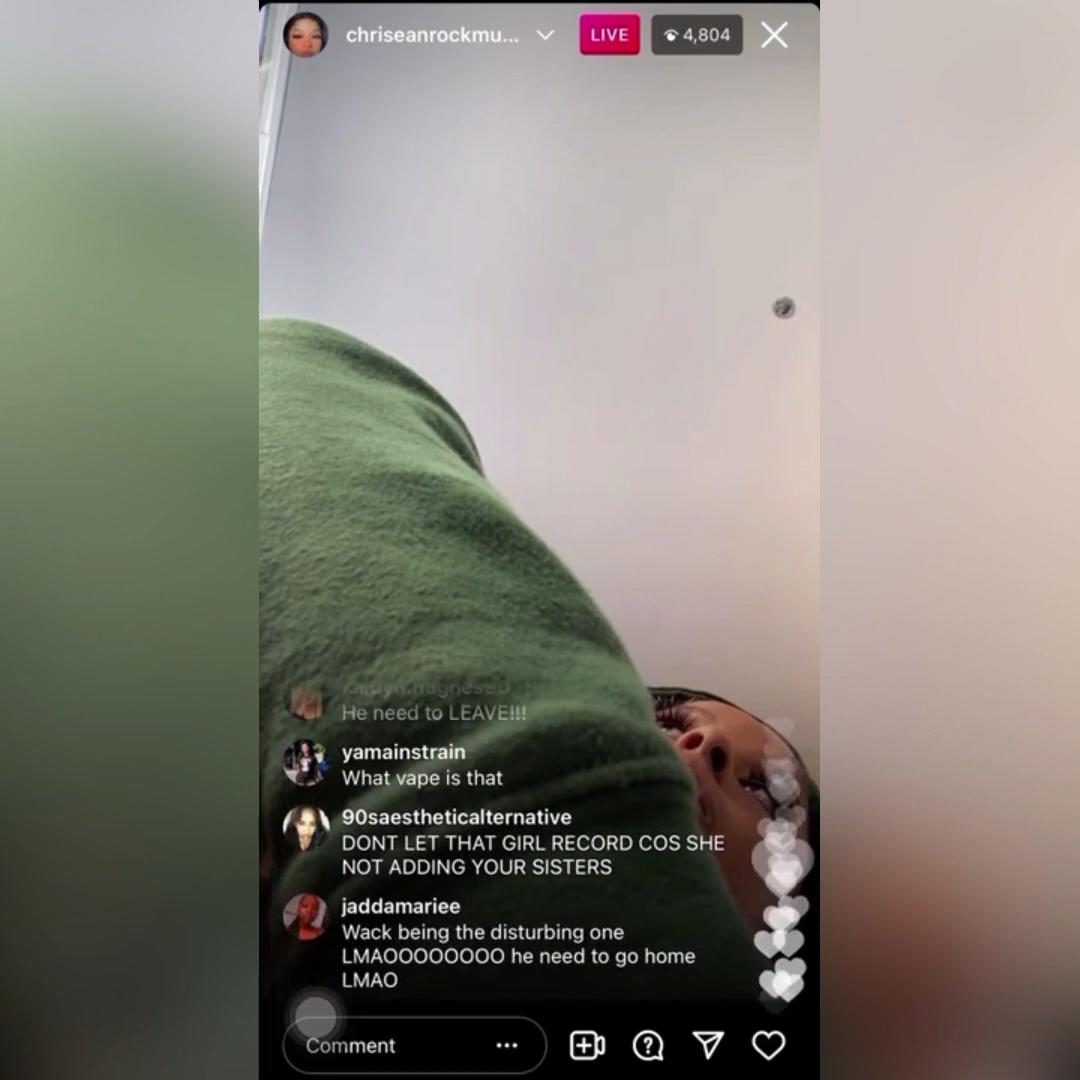 chriseanrockmu...
LIVE
4,804
He need to LEAVE!!!
yamainstrain
What vape is that
90saestheticalternative
DONT LET THAT GIRL RECORD COS SHE
NOT ADDING YOUR SISTERS
jaddamariee
Wack being the disturbing one
LMAOOOOOOOO he need to go home
LMAO
Comment